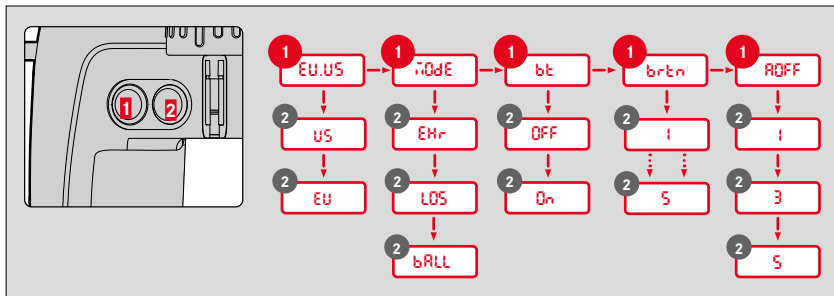 1 2
1 EU.US
2 US
2 EU
1 MOdE
2 EHr
2 LOS
2 bALL
1 bt
2 OFF
2 On
1 brtn
2 1
2 5
1 AOFF
2 1
2 3
2 5